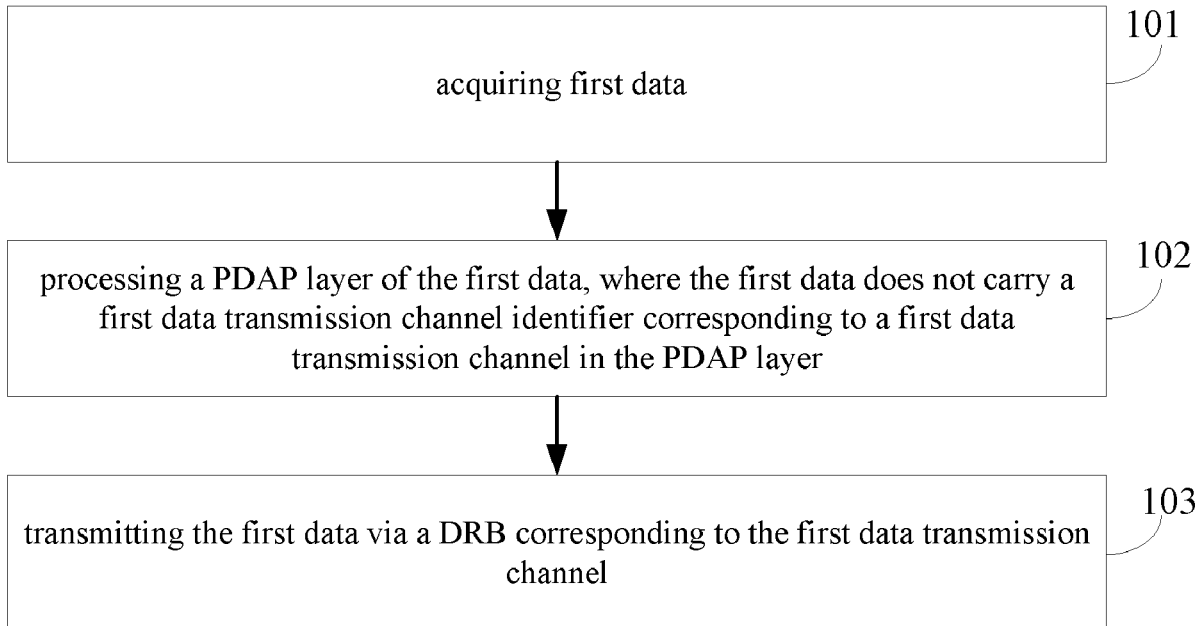 101
acquiring first data
102
processing a PDAP layer of the first data, where the first data does not carry a
first data transmission channel identifier corresponding to a first data
transmission channel in the PDAP layer
103
transmitting the first data via a DRB corresponding to the first data transmission
channel